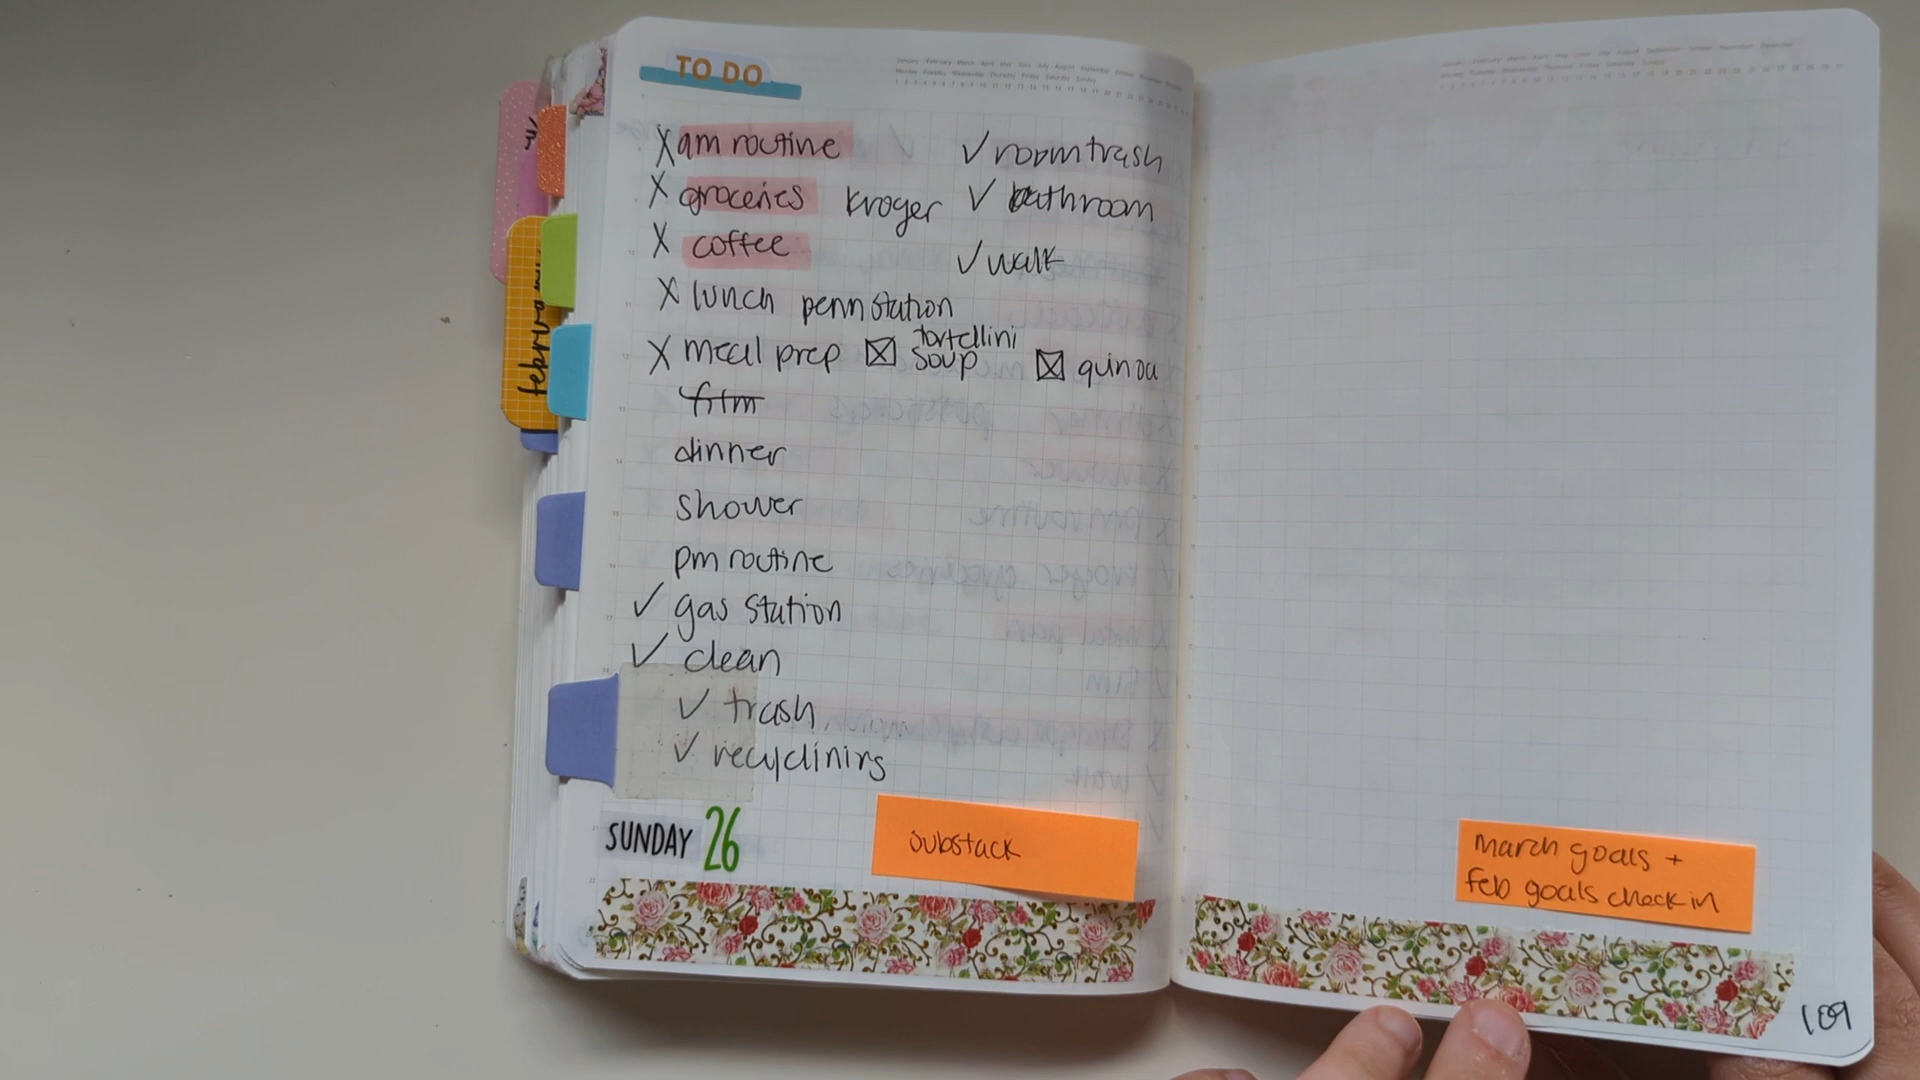 TO DO
X am routine
X groceries kroger
X coffee
X lunch penn station
X meal prep ☒ tortellini soup ☒ quinoa
film
dinner
shower
pm routine
✓ gas station
✓ clean
✓ trash
✓ recyclinirs
✓ room trash
✓ bathroom
✓ walk
SUNDAY 26
substack
march goals +
feb goals check in
109
february